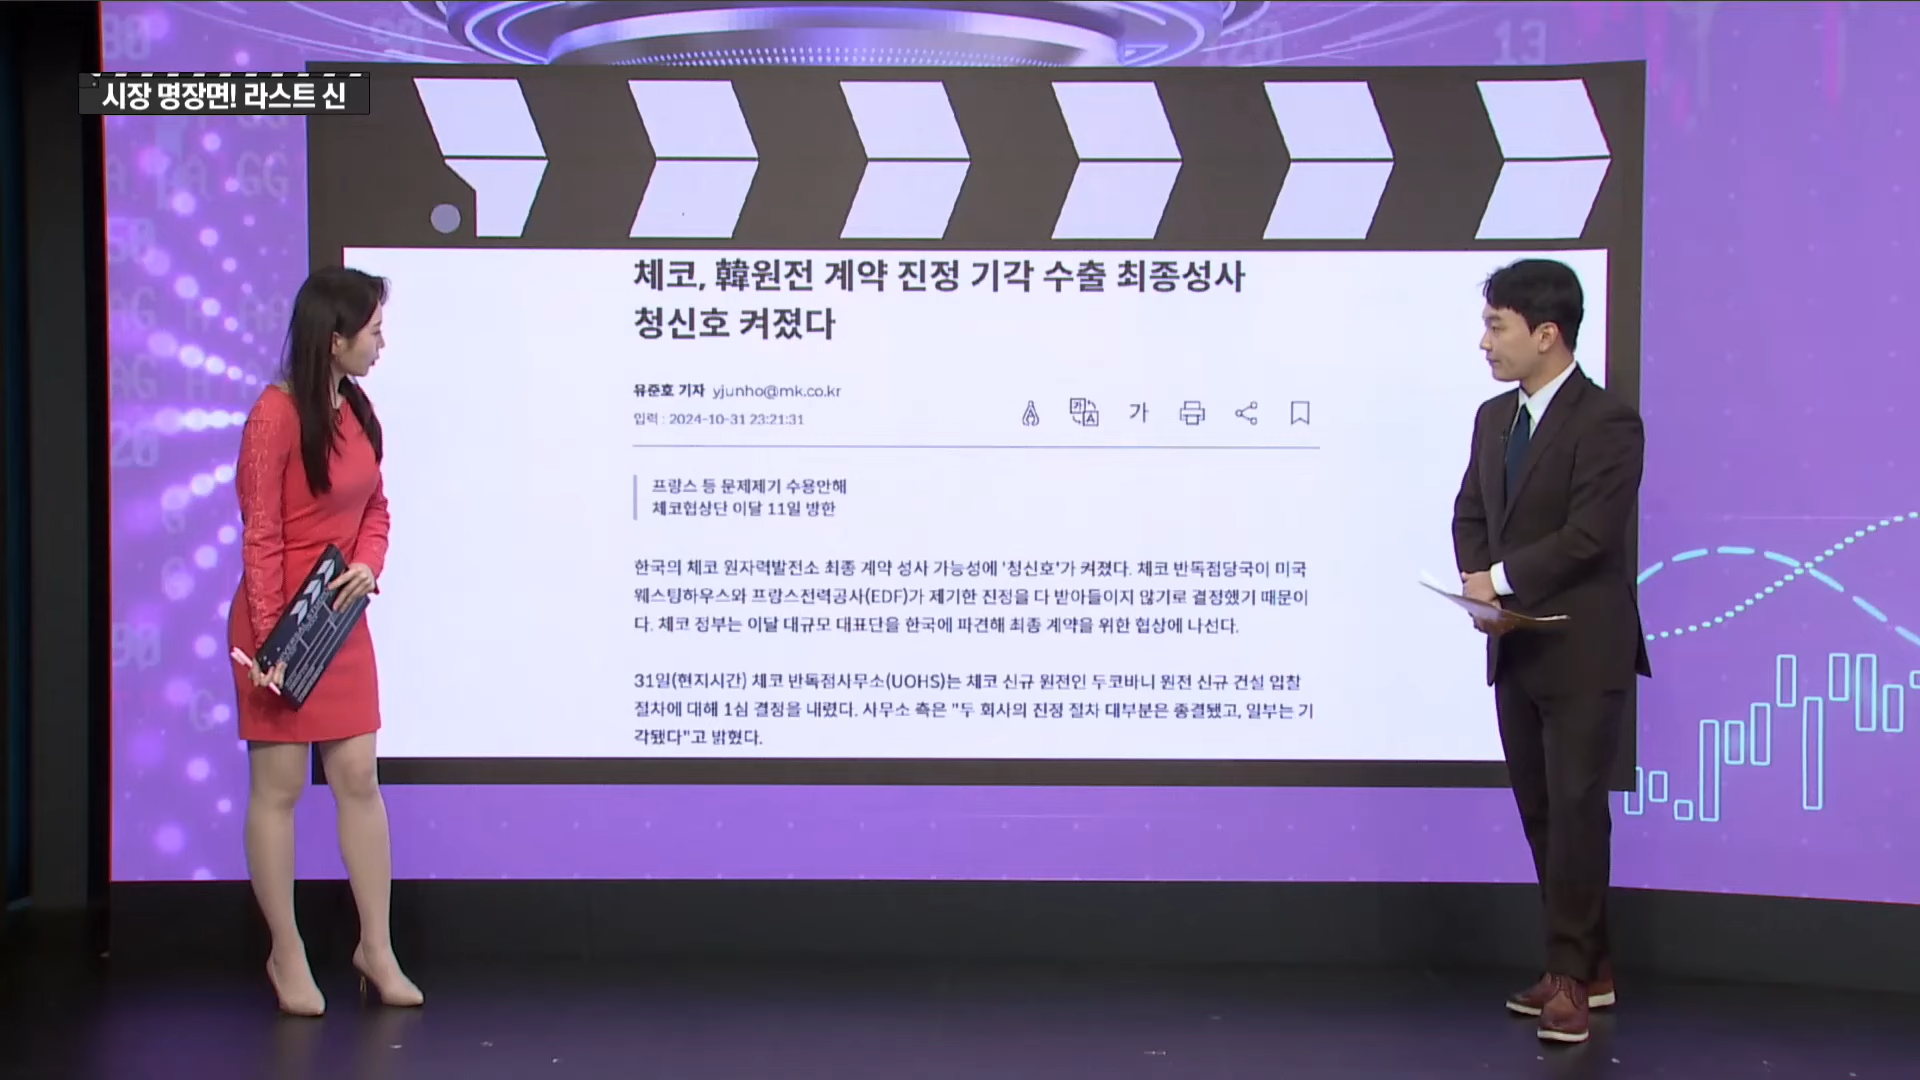 시장 명장면! 라스트 신
체코, 韓원전 계약 진정 기각 수출 최종성사
청신호 켜졌다
유준호 기자 yjunho@mk.co.kr
입력 : 2024-10-31 23:21:31
가
프랑스 등 문제제기 수용안해
체코협상단 이달 11일 방한
한국의 체코 원자력발전소 최종 계약 성사 가능성에 '청신호'가 켜졌다. 체코 반독점당국이 미국
웨스팅하우스와 프랑스전력공사(EDF)가 제기한 진정을 다 받아들이지 않기로 결정했기 때문이
다. 체코 정부는 이달 대규모 대표단을 한국에 파견해 최종 계약을 위한 협상에 나선다.
31일(현지시간) 체코 반독점사무소(UOHS)는 체코 신규 원전인 두코바니 원전 신규 건설 입찰
절차에 대해 1심 결정을 내렸다. 사무소 측은 "두 회사의 진정 절차 대부분은 종결됐고, 일부는 기
각됐다"고 밝혔다.